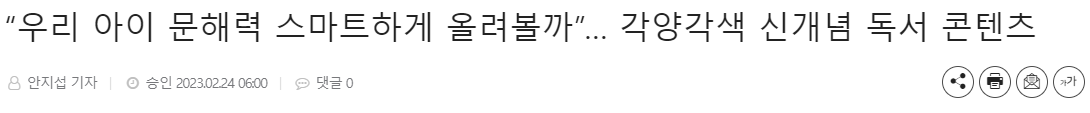 “우리 아이 문해력 스마트하게 올려볼까”... 각양각색 신개념 독서 콘텐츠
안지섭 기자 승인 2023.02.24 06:00 댓글 0 가가